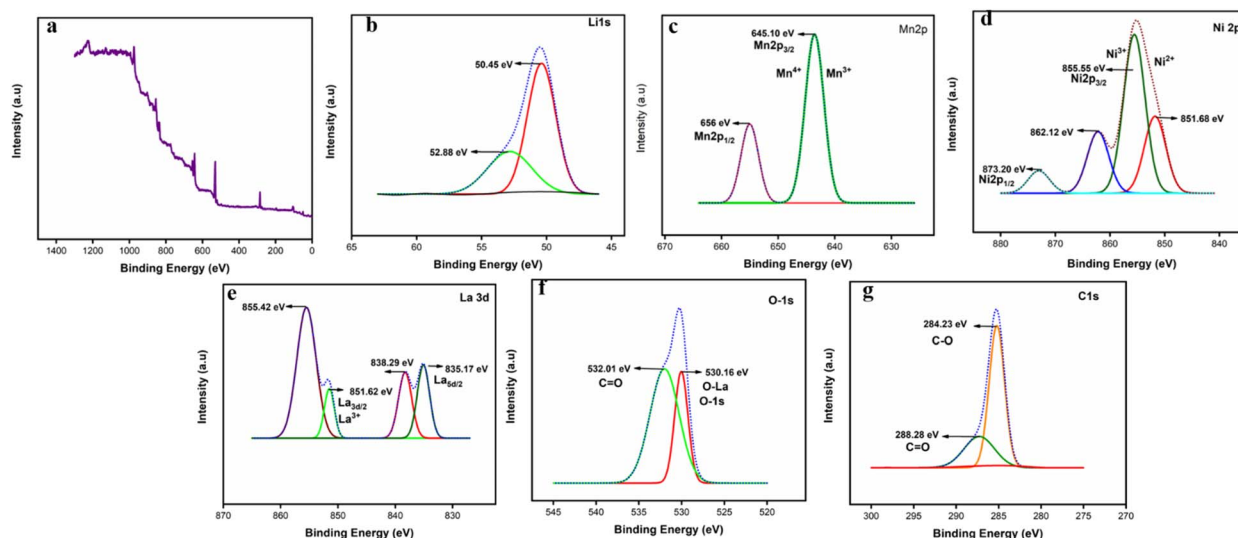 a
Intensity (a.u)
1400 1200 1000 800 600 400 200 0
Binding Energy (eV)
b
Li1s
50.45 eV
52.88 eV
Intensity (a.u)
65 60 55 50 45
Binding Energy (eV)
c
Mn2p
645.10 eV
Mn2p3/2
Mn4+ Mn3+
656 eV
Mn2p1/2
Intensity (a.u)
670 660 650 640 630
Binding Energy (eV)
d
Ni 2p
Ni3+
Ni2+
855.55 eV
Ni2p3/2
851.68 eV
862.12 eV
873.20 eV
Ni2p1/2
Intensity (a.u)
880 870 860 850 840
Binding Energy (eV)
e
La 3d
855.42 eV
838.29 eV
835.17 eV
La5d/2
851.62 eV
La3d/2
La3+
Intensity (a.u)
870 860 850 840 830
Binding Energy (eV)
f
O-1s
532.01 eV
C=O
530.16 eV
O-La
O-1s
Intensity (a.u)
545 540 535 530 525 520
Binding Energy (eV)
g
C1s
284.23 eV
C-O
288.28 eV
C=O
Intensity (a.u)
300 295 290 285 280 275 270
Binding Energy (eV)